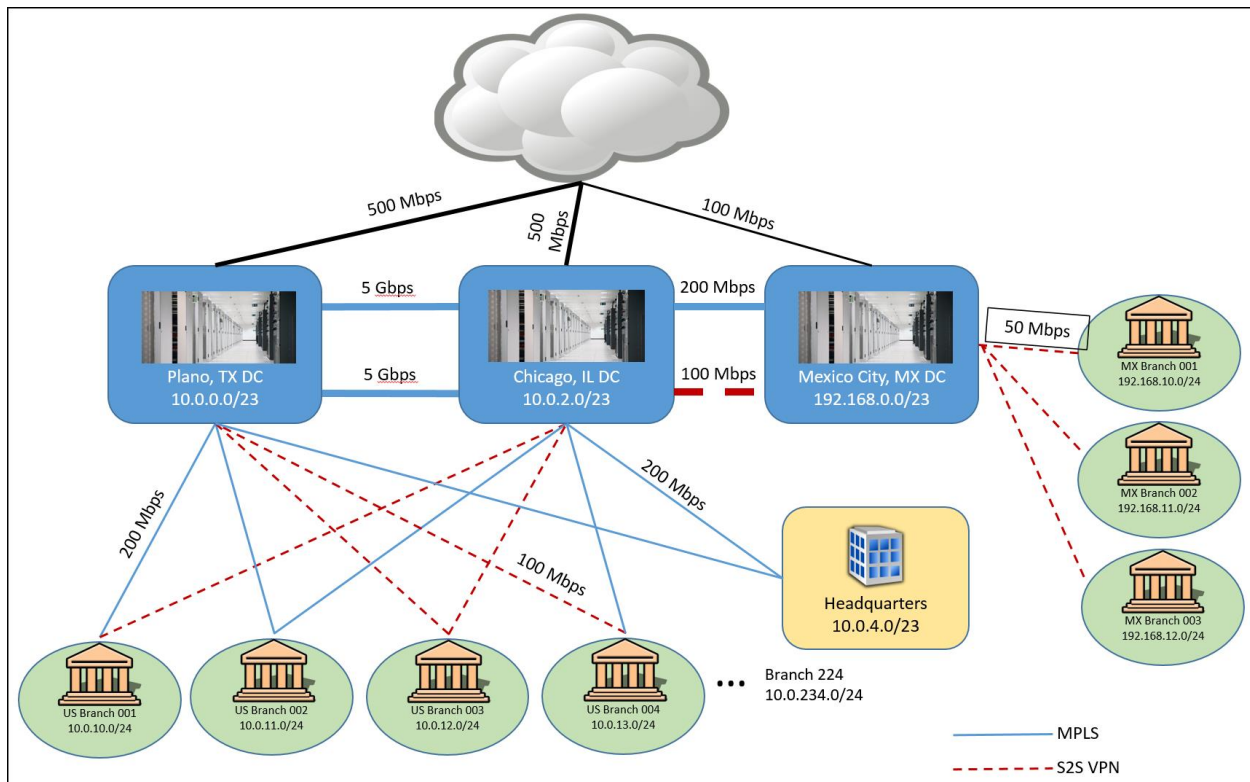 500 Mbps
500
Mbps
100 Mbps
5 Gbps
200 Mbps
5 Gbps
100 Mbps
Plano, TX DC
10.0.0.0/23
Chicago, IL DC
10.0.2.0/23
Mexico City, MX DC
192.168.0.0/23
50 Mbps
MX Branch 001
192.168.10.0/24
MX Branch 002
192.168.11.0/24
MX Branch 003
192.168.12.0/24
200 Mbps
200 Mbps
100 Mbps
Headquarters
10.0.4.0/23
US Branch 001
10.0.10.0/24
US Branch 002
10.0.11.0/24
US Branch 003
10.0.12.0/24
US Branch 004
10.0.13.0/24
...
Branch 224
10.0.234.0/24
MPLS
S2S VPN